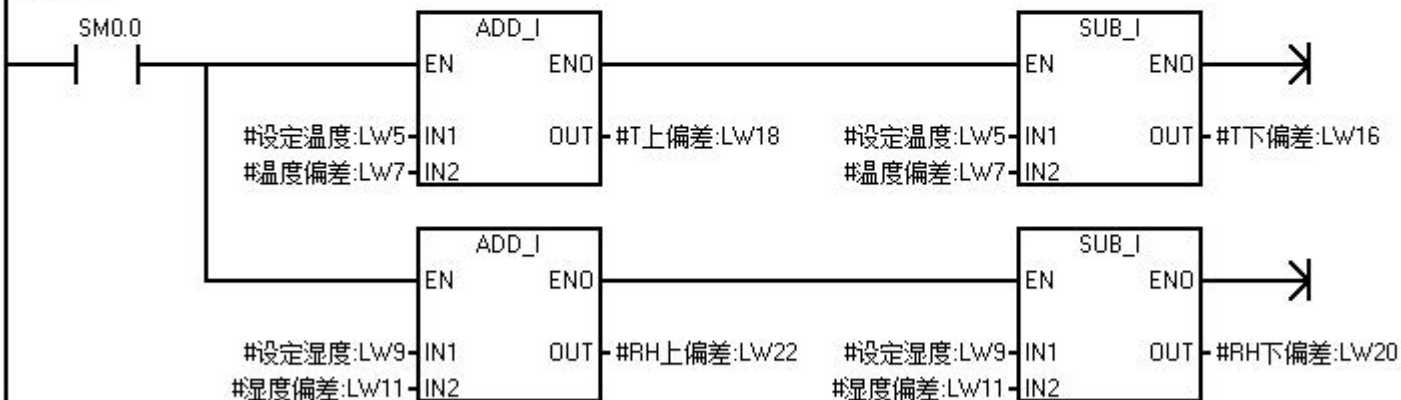 SM0.0
ADD_I
SUB_I
EN ENO
EN ENO
#设定温度:LW5 IN1 OUT #T上偏差:LW18
#设定温度:LW5 IN1 OUT #T下偏差:LW16
#温度偏差:LW7 IN2
#温度偏差:LW7 IN2
ADD_I
SUB_I
EN ENO
EN ENO
#设定湿度:LW9 IN1 OUT #RH上偏差:LW22
#设定湿度:LW9 IN1 OUT #RH下偏差:LW20
#湿度偏差:LW11 IN2
#湿度偏差:LW11 IN2